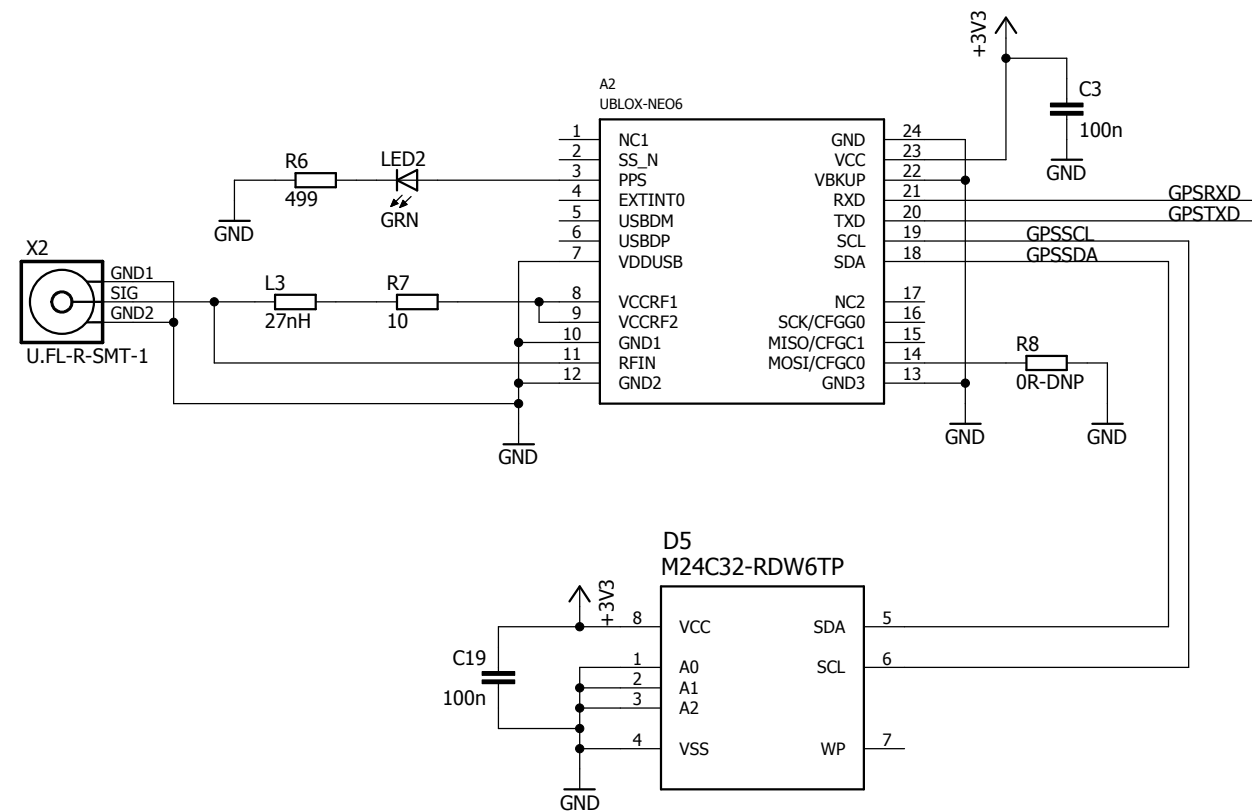 +3V3
A2
UBLOX-NEO6
C3
100n
GND
1 NC1 GND 24
2 SS_N VCC 23
3 PPS VBKUP 22
4 EXTINT0 RXD 21 GPSRXD
5 USBDM TXD 20 GPSTXD
6 USBDP SCL 19 GPSSCL
7 VDDUSB SDA 18 GPSSDA
8 VCCRF1 NC2 17
9 VCCRF2 SCK/CFGG0 16
10 GND1 MISO/CFGC1 15
11 RFIN MOSI/CFGC0 14
12 GND2 GND3 13
R6
499
LED2
GRN
GND
X2
GND1
SIG
GND2
U.FL-R-SMT-1
L3
27nH
R7
10
GND
R8
0R-DNP
GND
GND
D5
M24C32-RDW6TP
+3V3
C19
100n
8 VCC SDA 5
1 A0 SCL 6
2 A1
3 A2
4 VSS WP 7
GND